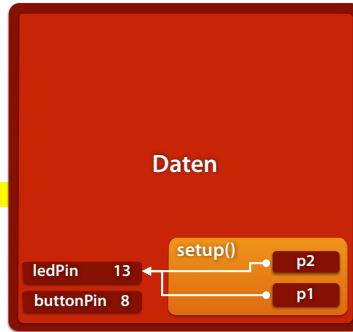 Daten
setup()
ledPin 13
p2
buttonPin 8
p1